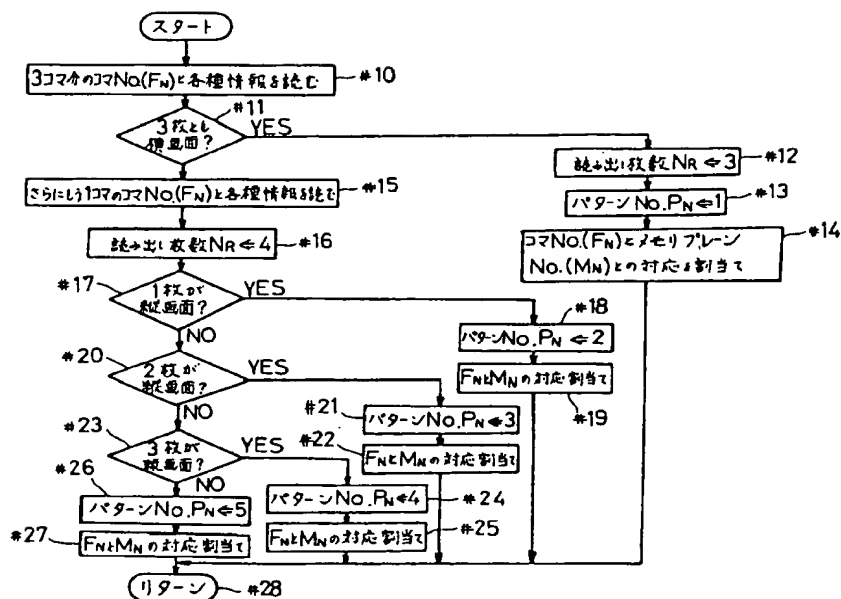 スタート
3コマ分のコマNo.(FN)と各種情報を読む
#10
#11
3枚とも
横画面?
YES
読み出し枚数NR⇐3
#12
パターンNo.PN⇐1
#13
コマNo.(FN)とメモリプレーン
No.(MN)との対応を割当て
#14
さらにもう1コマのコマNo.(FN)と各種情報を読む
#15
読み出し枚数NR⇐4
#16
#17
1枚が
縦画面?
YES
NO
#18
パターンNo.PN⇐2
FNとMNの対応割当て
#19
#20
2枚が
縦画面?
YES
NO
#21
パターンNo.PN⇐3
#22
FNとMNの対応割当て
#23
3枚が
縦画面?
YES
NO
パターンNo.PN⇐4
#24
FNとMNの対応割当て
#25
#26
パターンNo.PN⇐5
#27
FNとMNの対応割当て
リターン
#28